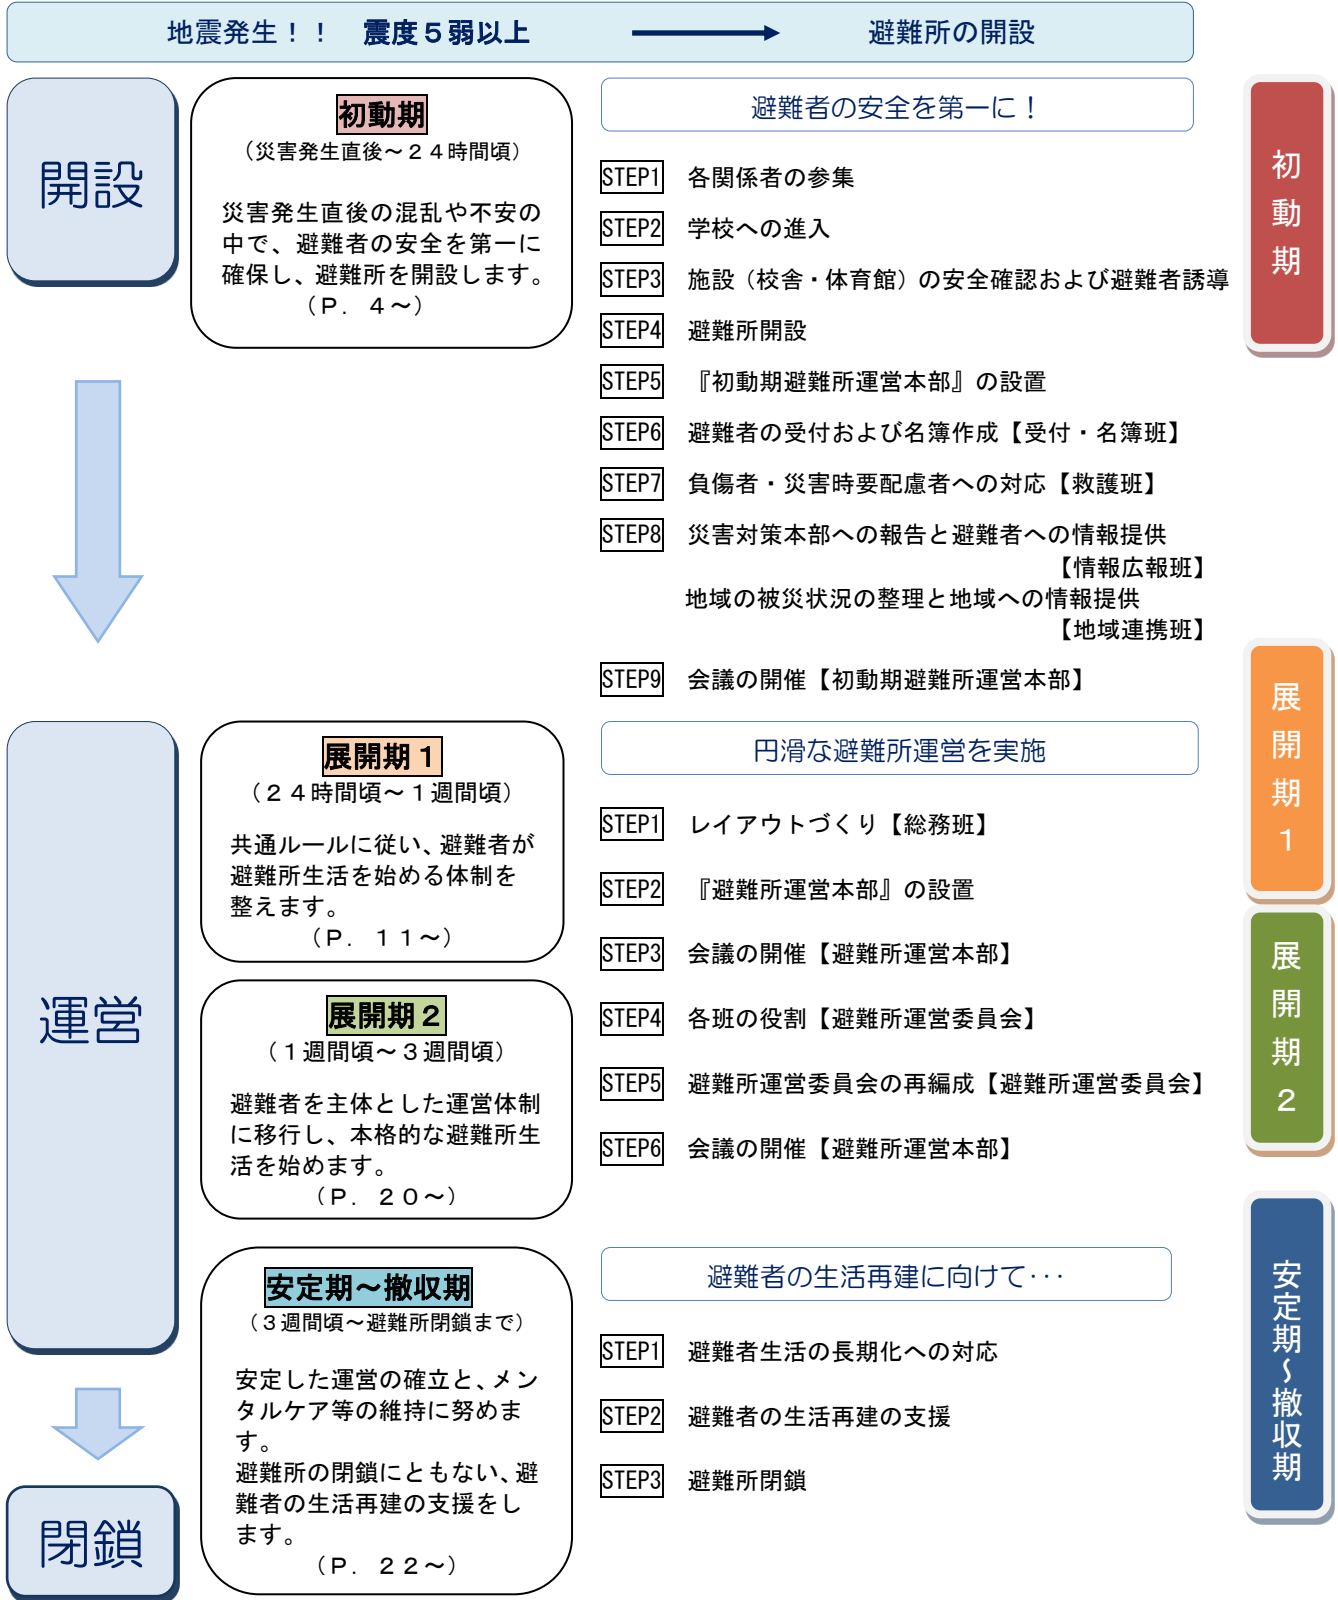 地震発生！！　震度５弱以上　避難所の開設
開設
初動期
（災害発生直後～２４時間頃）
災害発生直後の混乱や不安の
中で、避難者の安全を第一に
確保し、避難所を開設します。
（Ｐ．４～）
避難者の安全を第一に！
STEP1 各関係者の参集
STEP2 学校への進入
STEP3 施設（校舎・体育館）の安全確認および避難者誘導
STEP4 避難所開設
STEP5 『初動期避難所運営本部』の設置
STEP6 避難者の受付および名簿作成【受付・名簿班】
STEP7 負傷者・災害時要配慮者への対応【救護班】
STEP8 災害対策本部への報告と避難者への情報提供
【情報広報班】
地域の被災状況の整理と地域への情報提供
【地域連携班】
STEP9 会議の開催【初動期避難所運営本部】
初動期
運営
展開期１
（２４時間頃～１週間頃）
共通ルールに従い、避難者が
避難所生活を始める体制を
整えます。
（Ｐ．１１～）
展開期２
（１週間頃～３週間頃）
避難者を主体とした運営体制
に移行し、本格的な避難所生
活を始めます。
（Ｐ．２０～）
円滑な避難所運営を実施
STEP1 レイアウトづくり【総務班】
STEP2 『避難所運営本部』の設置
STEP3 会議の開催【避難所運営本部】
STEP4 各班の役割【避難所運営委員会】
STEP5 避難所運営委員会の再編成【避難所運営委員会】
STEP6 会議の開催【避難所運営本部】
展開期１
展開期２
安定期～撤収期
（３週間頃～避難所閉鎖まで）
安定した運営の確立と、メン
タルケア等の維持に努めま
す。
避難所の閉鎖にともない、避
難者の生活再建の支援をし
ます。
（Ｐ．２２～）
避難者の生活再建に向けて･･･
STEP1 避難者生活の長期化への対応
STEP2 避難者の生活再建の支援
STEP3 避難所閉鎖
安定期～撤収期
閉鎖